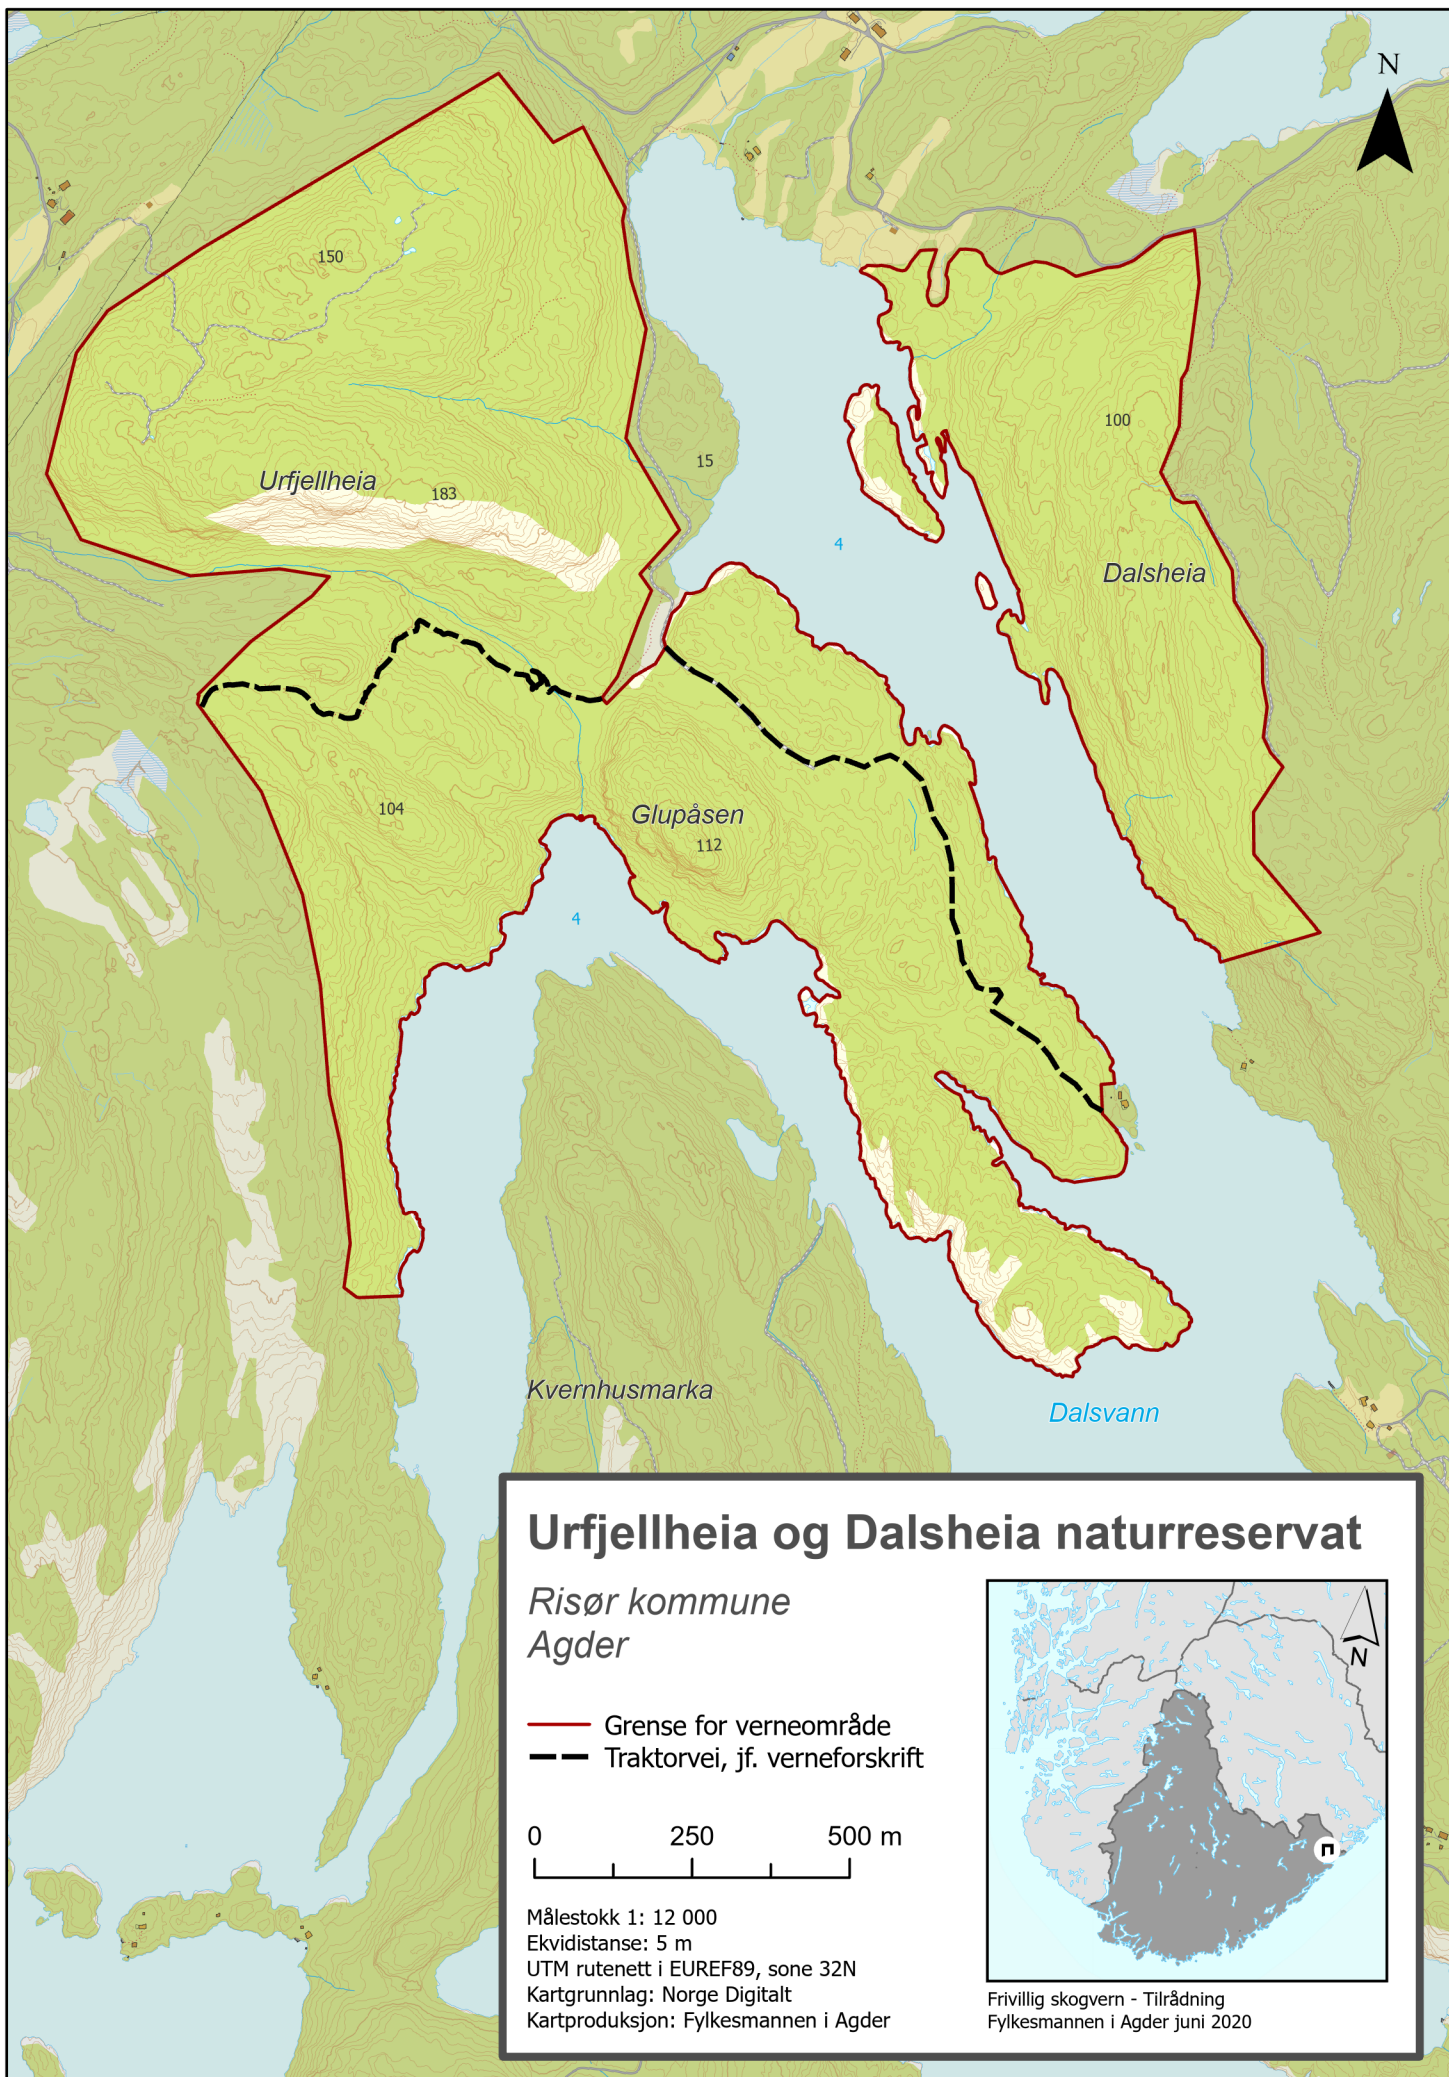 N
150
100
15
Urfjellheia
183
4
Dalsheia
104
Glupåsen
112
4
Kvernhusmarka
Dalsvann
Urfjellheia og Dalsheia naturreservat
Risør kommune
Agder
Grense for verneområde
Traktorvei, jf. verneforskrift
0 250 500 m
Målestokk 1: 12 000
Ekvidistanse: 5 m
UTM rutenett i EUREF89, sone 32N
Kartgrunnlag: Norge Digitalt
Kartproduksjon: Fylkesmannen i Agder
N
Frivillig skogvern - Tilrådning
Fylkesmannen i Agder juni 2020